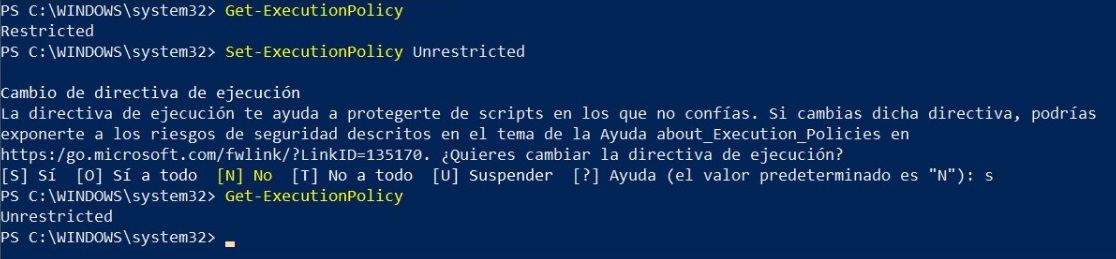 PS C:\WINDOWS\system32> Get-ExecutionPolicy
Restricted
PS C:\WINDOWS\system32> Set-ExecutionPolicy Unrestricted
Cambio de directiva de ejecución
La directiva de ejecución te ayuda a protegerte de scripts en los que no confías. Si cambias dicha directiva, podrías
exponerte a los riesgos de seguridad descritos en el tema de la Ayuda about_Execution_Policies en
https:/go.microsoft.com/fwlink/?LinkID=135170. ¿Quieres cambiar la directiva de ejecución?
[S] Sí  [O] Sí a todo  [N] No  [T] No a todo  [U] Suspender  [?] Ayuda (el valor predeterminado es "N"): s
PS C:\WINDOWS\system32> Get-ExecutionPolicy
Unrestricted
PS C:\WINDOWS\system32>